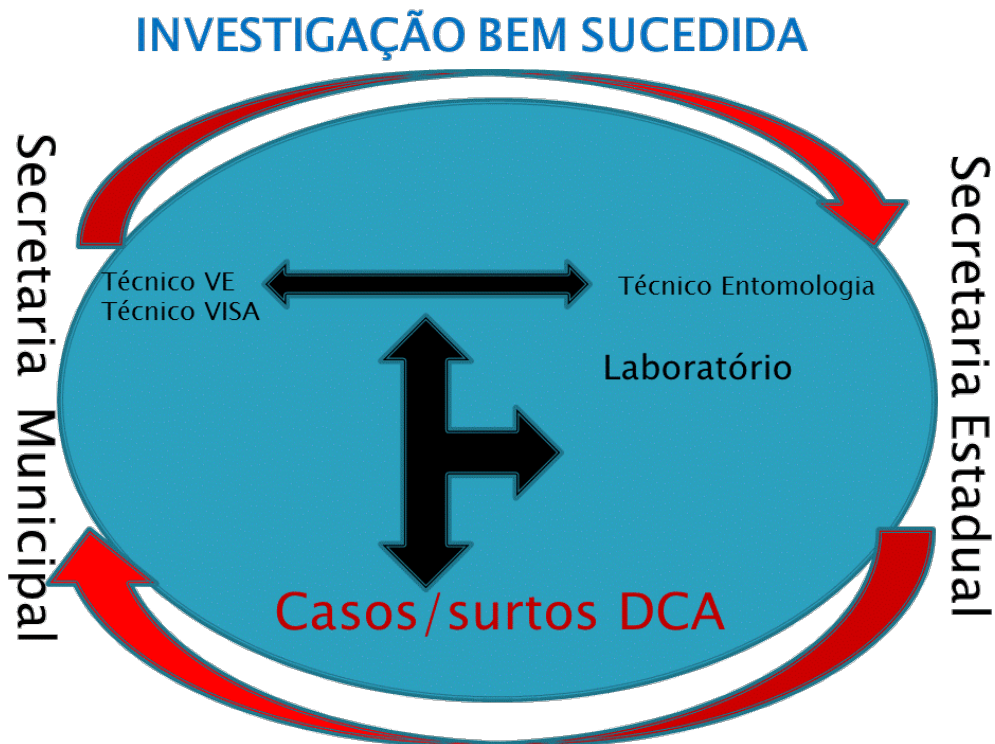 INVESTIGAÇÃO BEM SUCEDIDA
Secretaria Municipal
Técnico VE
Técnico VISA
Técnico Entomologia
Laboratório
Casos/surtos DCA
Secretaria Estadual